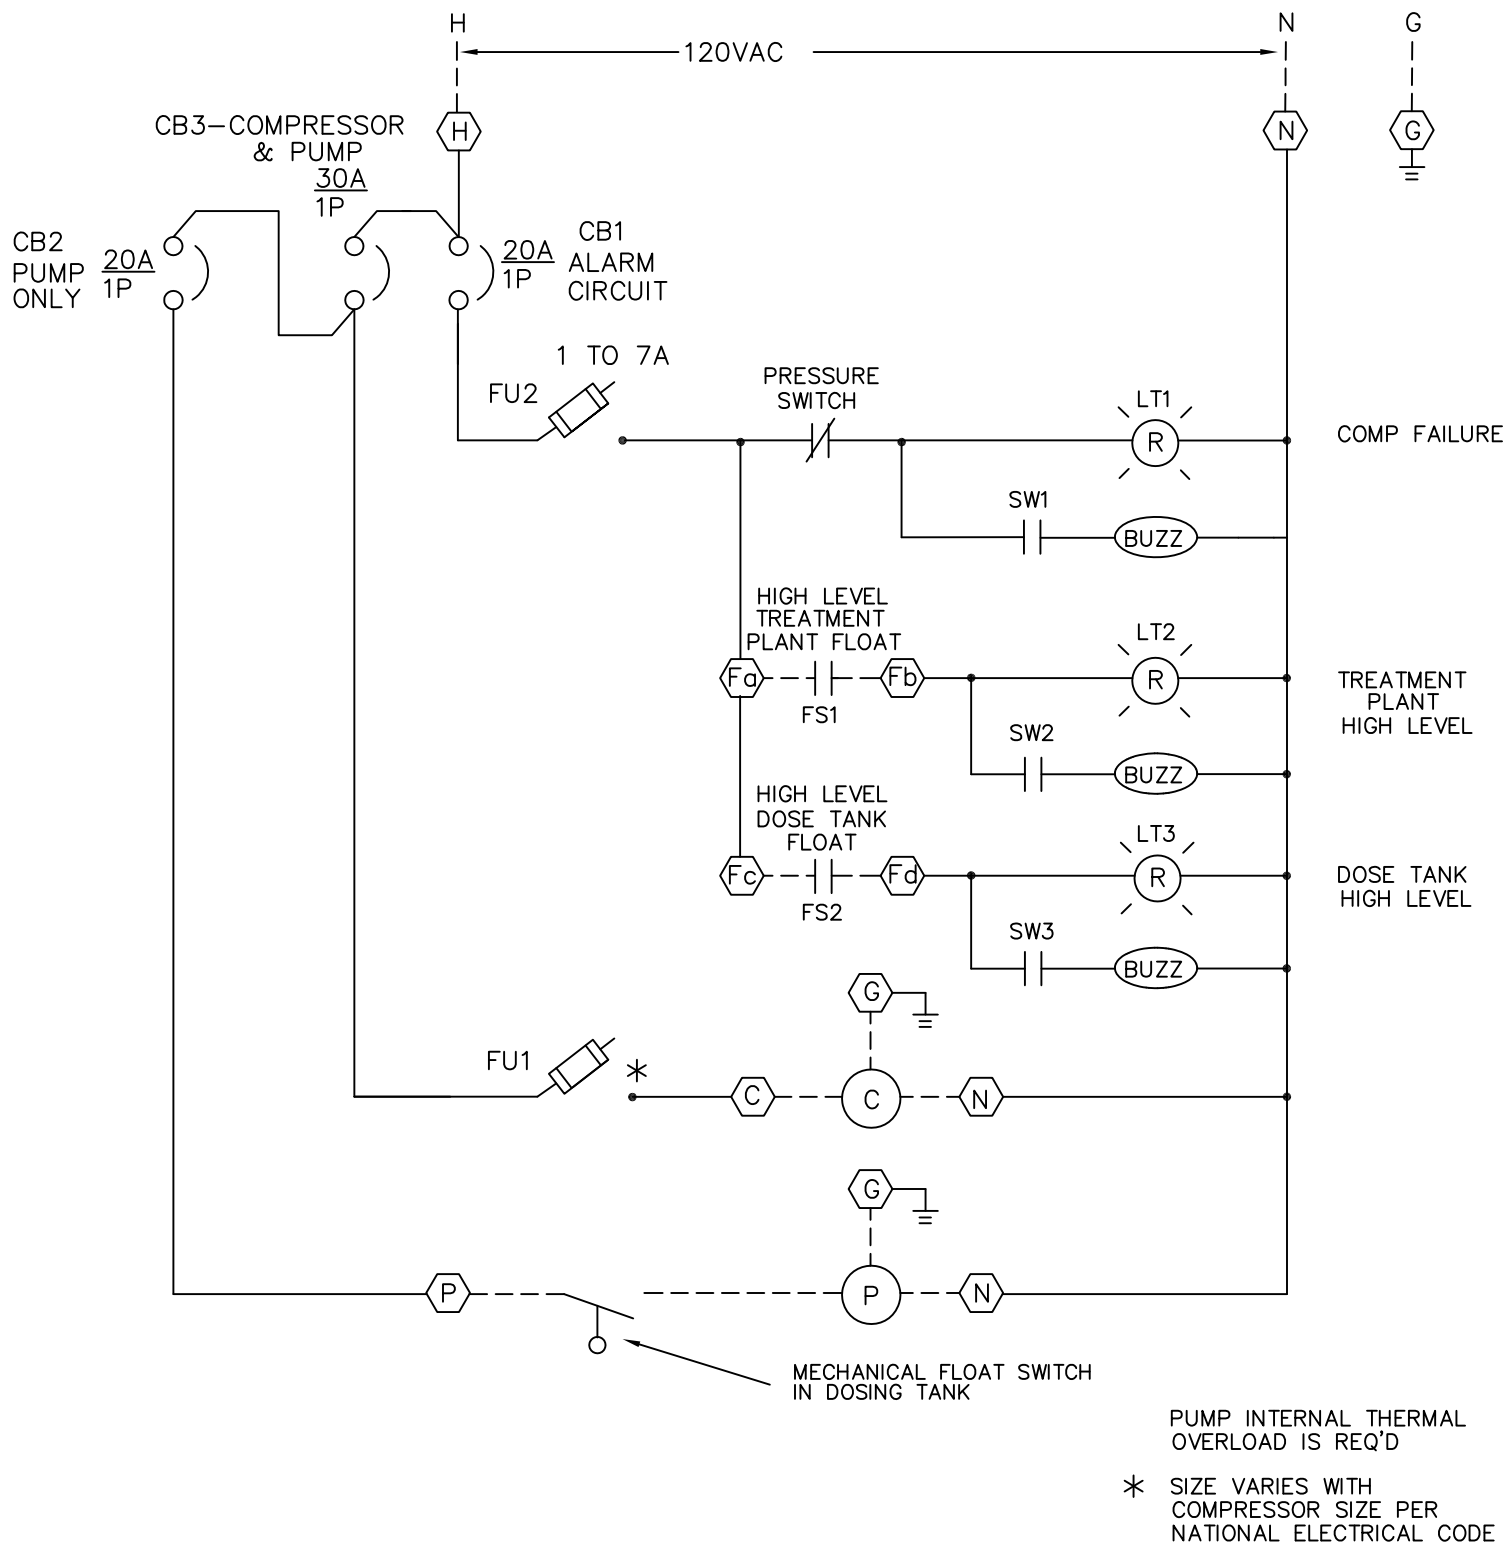 H
N
G
120VAC
CB3-COMPRESSOR
& PUMP
30A
1P
H
N
G
CB2
PUMP
ONLY
20A
1P
20A
1P
CB1
ALARM
CIRCUIT
1 TO 7A
FU2
PRESSURE
SWITCH
LT1
R
COMP FAILURE
SW1
BUZZ
HIGH LEVEL
TREATMENT
PLANT FLOAT
LT2
Fa
Fb
R
FS1
TREATMENT
PLANT
HIGH LEVEL
SW2
BUZZ
HIGH LEVEL
DOSE TANK
FLOAT
LT3
Fc
Fd
R
FS2
DOSE TANK
HIGH LEVEL
SW3
BUZZ
G
FU1
*
C
C
N
G
P
P
N
MECHANICAL FLOAT SWITCH
IN DOSING TANK
PUMP INTERNAL THERMAL
OVERLOAD IS REQ'D
* SIZE VARIES WITH
COMPRESSOR SIZE PER
NATIONAL ELECTRICAL CODE